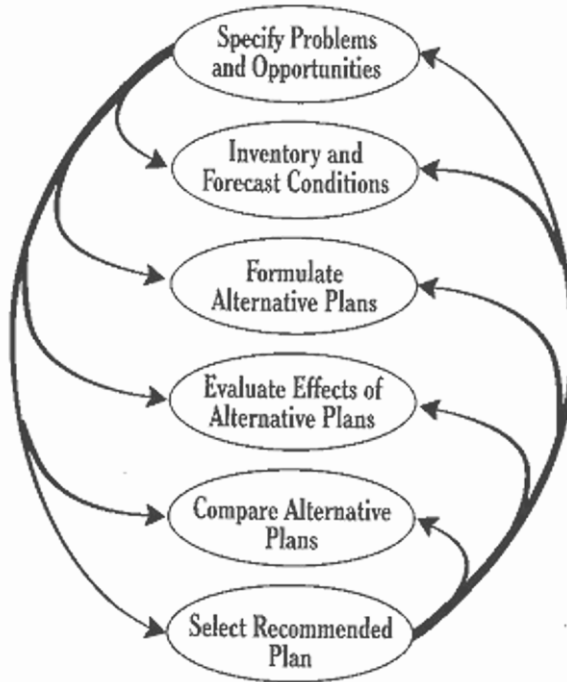 Specify Problems
and Opportunities
Inventory and
Forecast Conditions
Formulate
Alternative Plans
Evaluate Effects of
Alternative Plans
Compare Alternative
Plans
Select Recommended
Plan